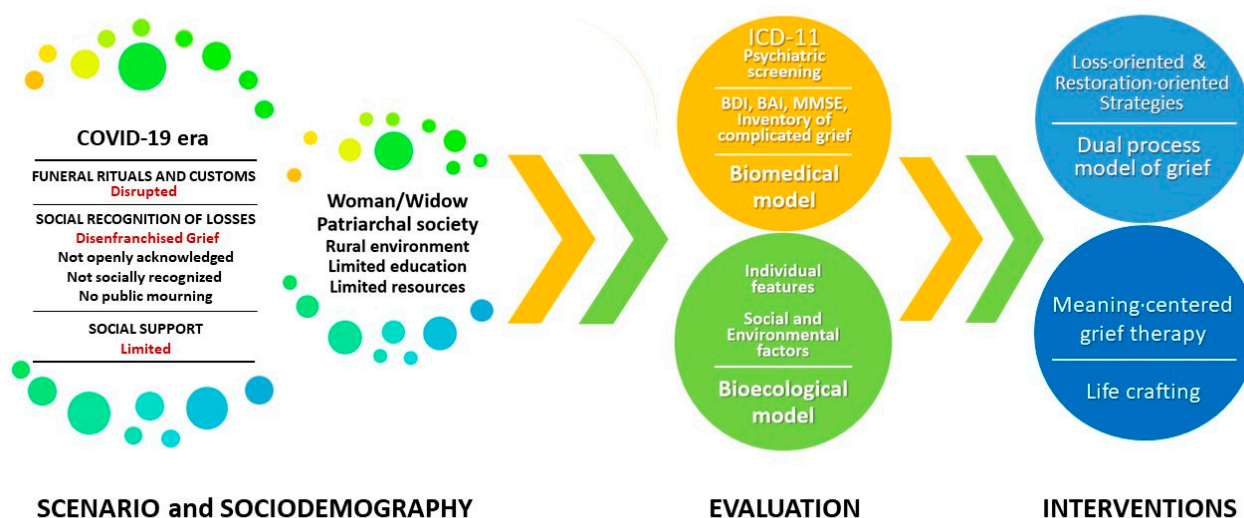 COVID-19 era
FUNERAL RITUALS AND CUSTOMS
Disrupted
SOCIAL RECOGNITION OF LOSSES
Disenfranchised Grief
Not openly acknowledged
Not socially recognized
No public mourning
SOCIAL SUPPORT
Limited
Woman/Widow
Patriarchal society
Rural environment
Limited education
Limited resources
SCENARIO and SOCIODEMOGRAPHY
ICD-11
Psychiatric
screening
BDI, BAI, MMSE,
Inventory of
complicated grief
Biomedical
model
Individual
features
Social and
Environmental
factors
Bioecological
model
EVALUATION
Loss-oriented &
Restoration-oriented
Strategies
Dual process
model of grief
Meaning-centered
grief therapy
Life crafting
INTERVENTIONS